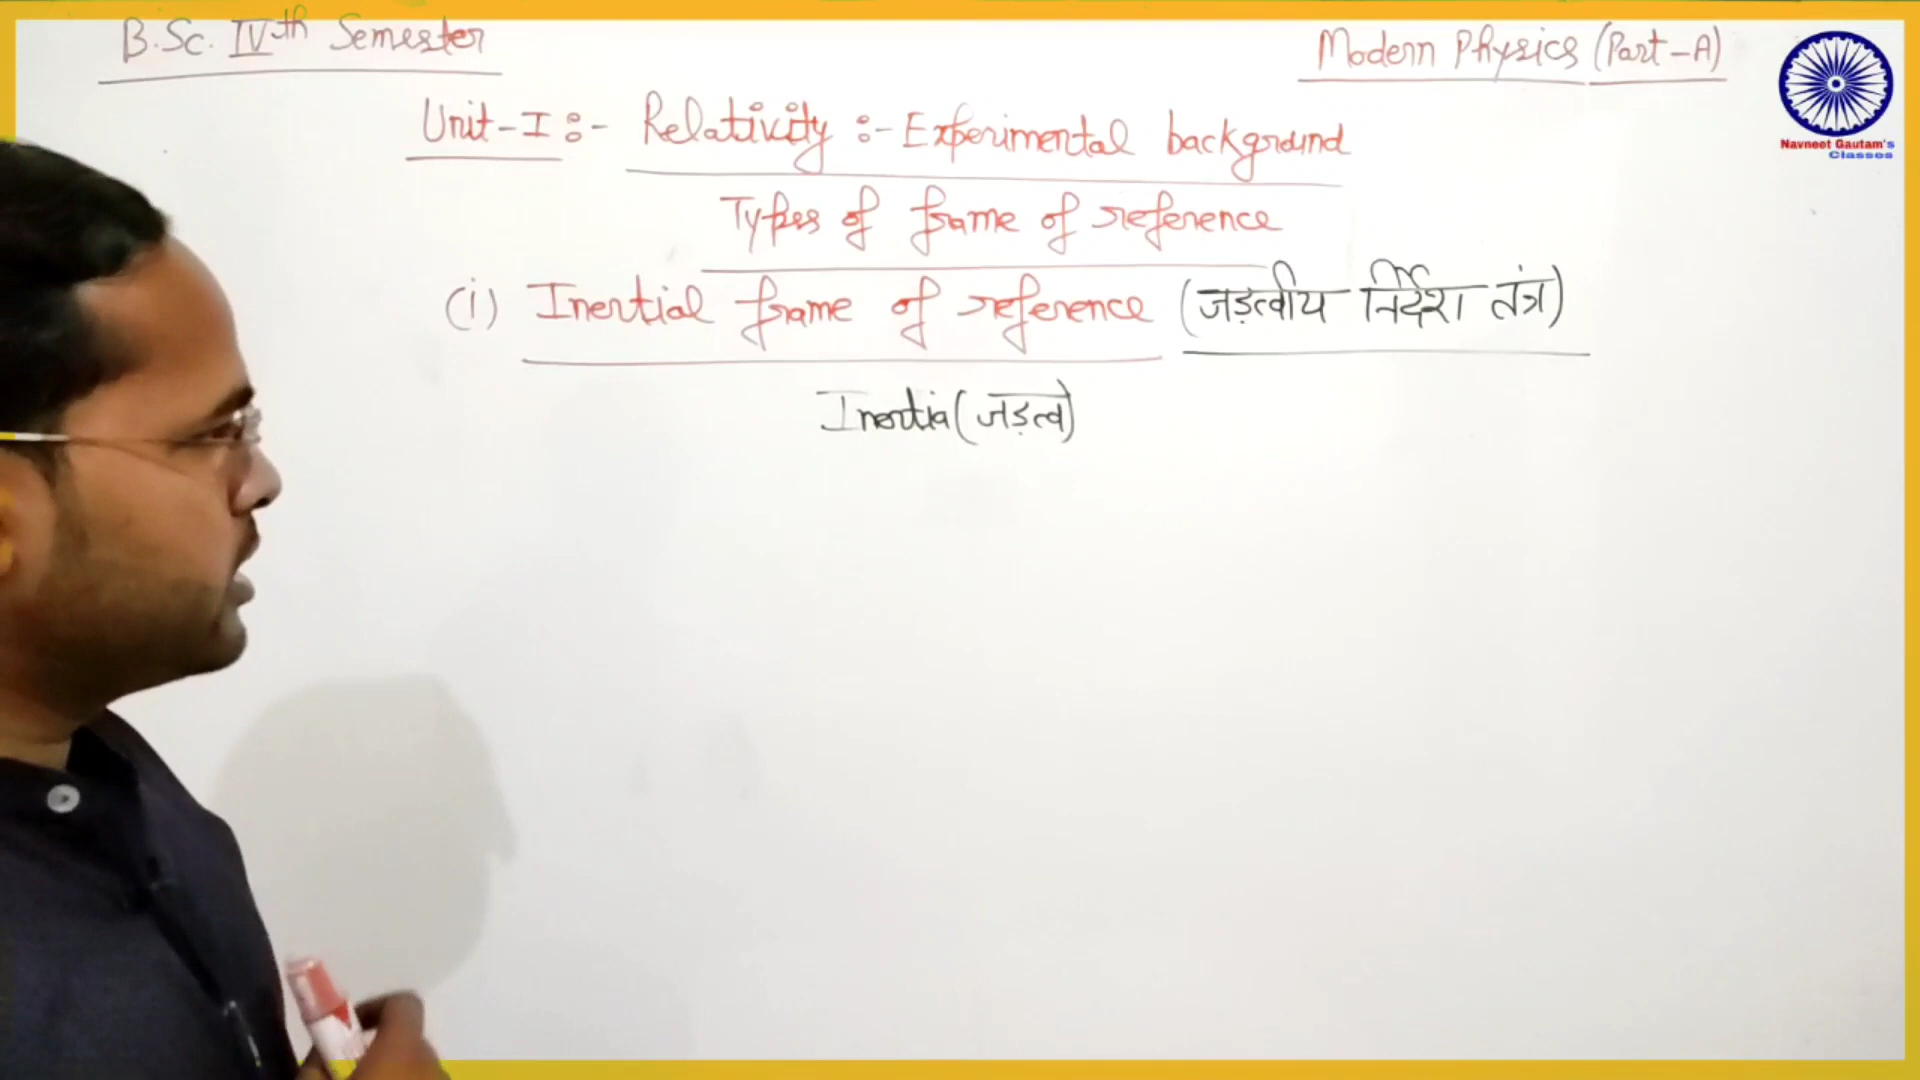 B.Sc. IVth Semester
Modern Physics (Part-A)
Navneet Gautam's
Classes
Unit-I :- Relativity :- Experimental background
Types of frame of reference
(i) Inertial frame of reference (जड़त्वीय निर्देश तंत्र)
Inertia (जड़त्व)